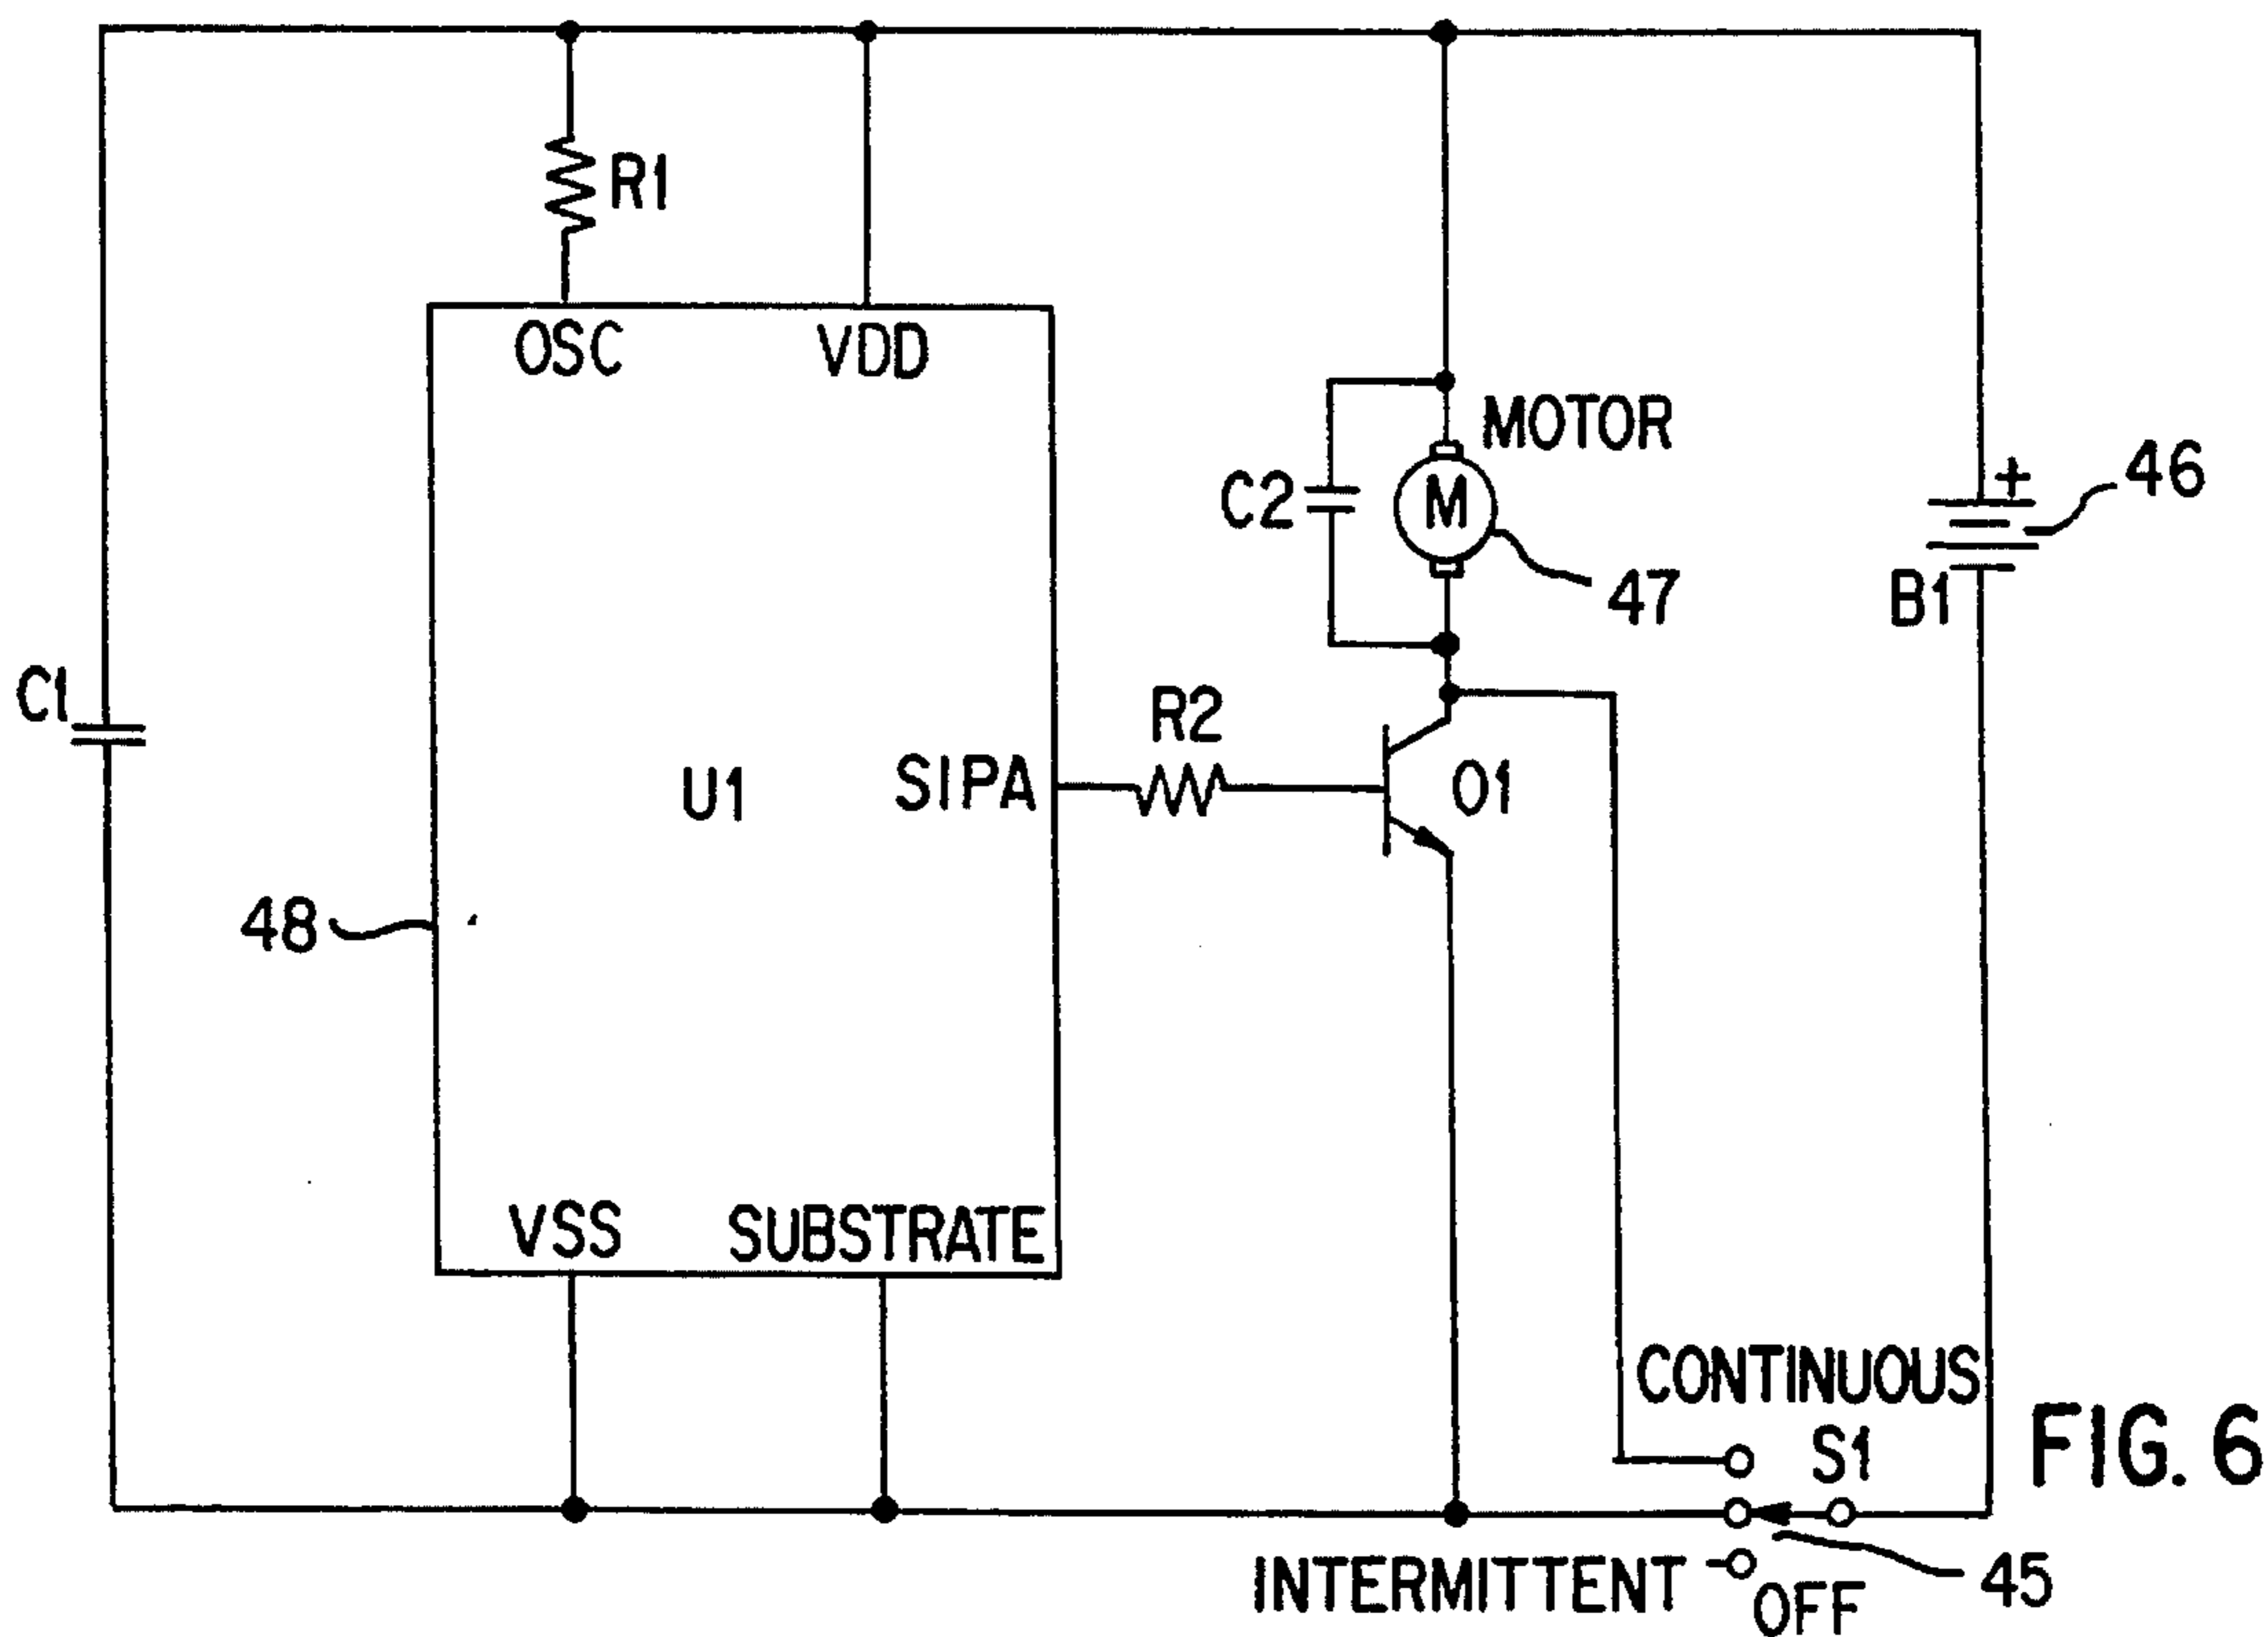 R1
OSC
VDD
MOTOR
C2
M
+
46
47
B1
C1
R2
SIPA
U1
O1
48
VSS
SUBSTRATE
CONTINUOUS
S1
FIG. 6
INTERMITTENT
OFF
45